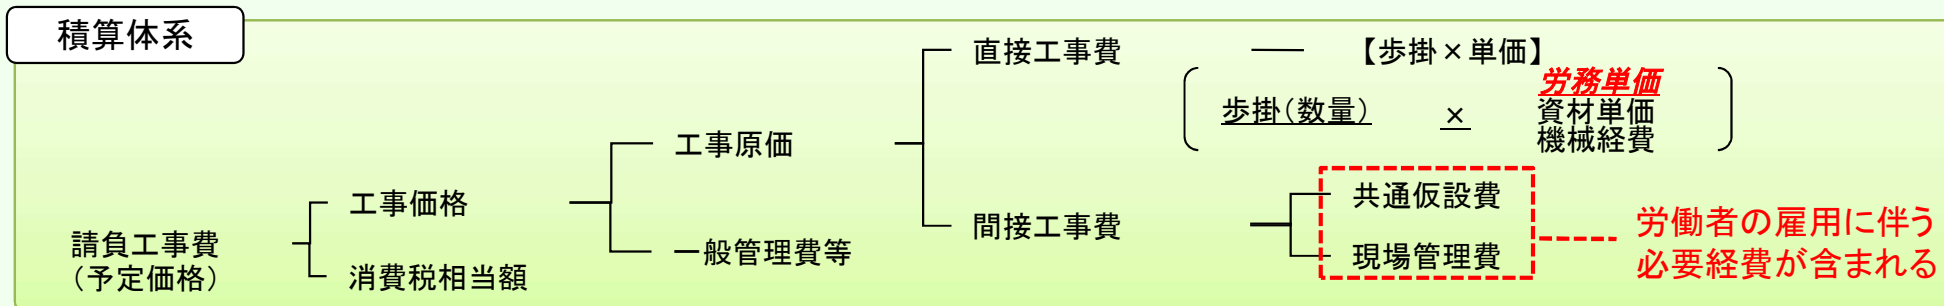 積算体系
直接工事費
【歩掛×単価】
歩掛(数量)
×
労務単価
資材単価
機械経費
工事原価
工事価格
間接工事費
共通仮設費
現場管理費
労働者の雇用に伴う
必要経費が含まれる
請負工事費
(予定価格)
一般管理費等
消費税相当額